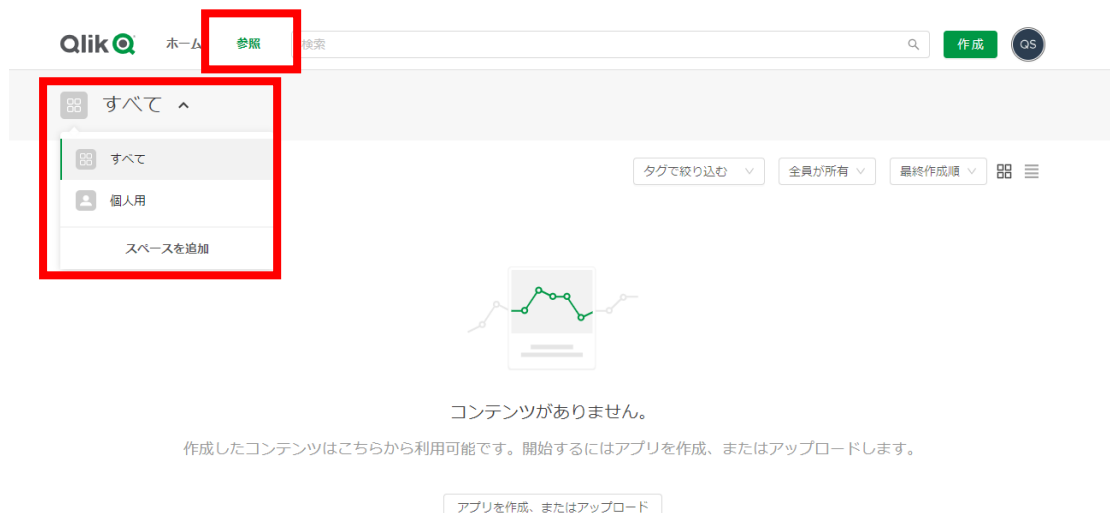 Qlik ホーム 参照 検索 作成 QS
すべて
すべて
個人用
スペースを追加
タグで絞り込む 全員が所有 最終作成順
コンテンツがありません。
作成したコンテンツはこちらから利用可能です。開始するにはアプリを作成、またはアップロードします。
アプリを作成、またはアップロード